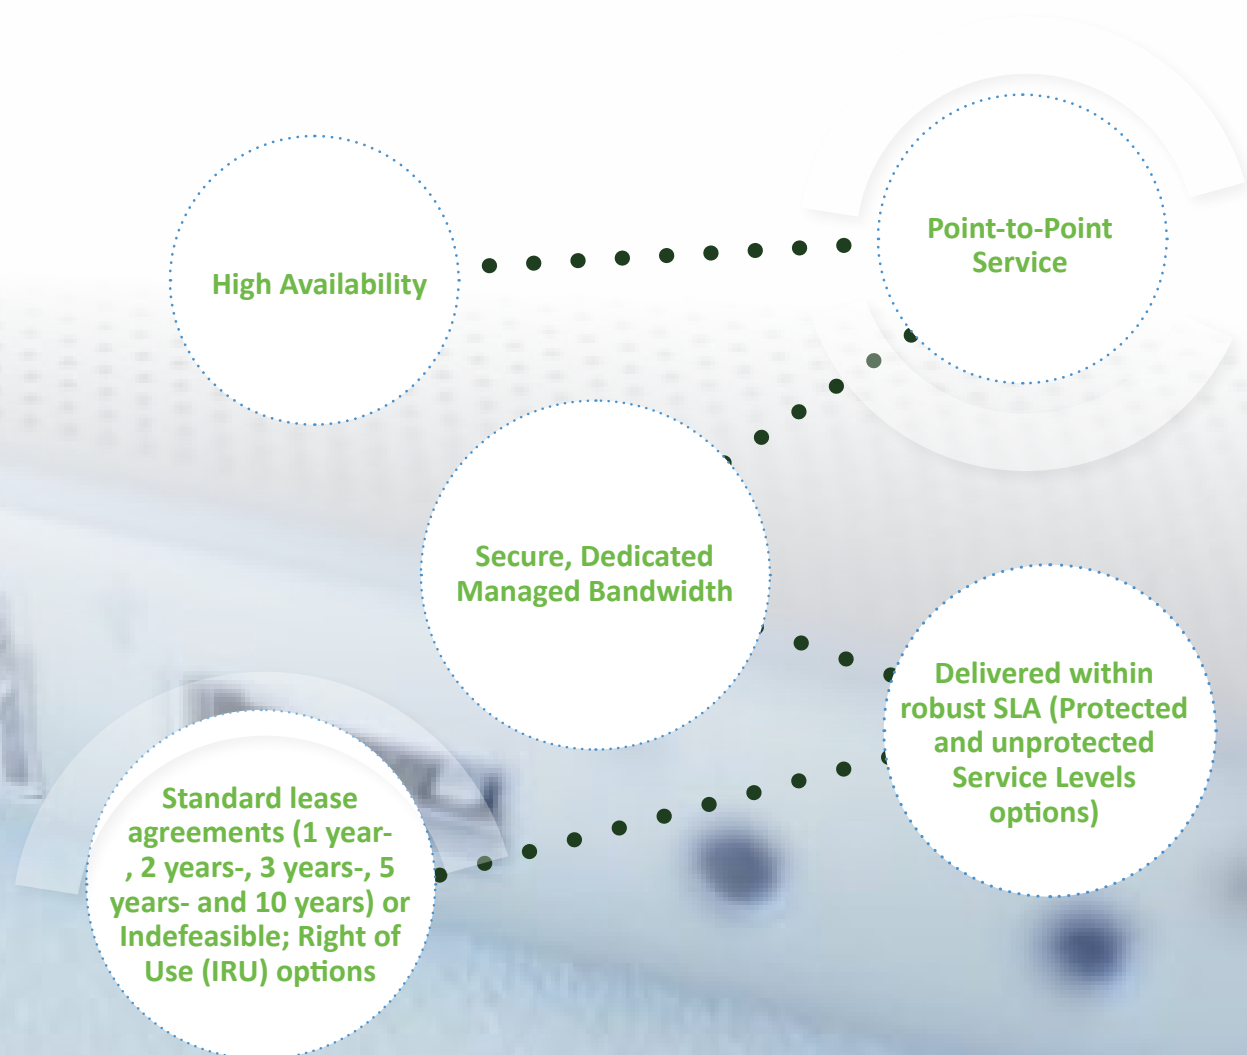 High Availability
Point-to-Point
Service
Secure, Dedicated
Managed Bandwidth
Delivered within
robust SLA (Protected
and unprotected
Service Levels
options)
Standard lease
agreements (1 year-
, 2 years-, 3 years-, 5
years- and 10 years) or
Indefeasible; Right of
Use (IRU) options